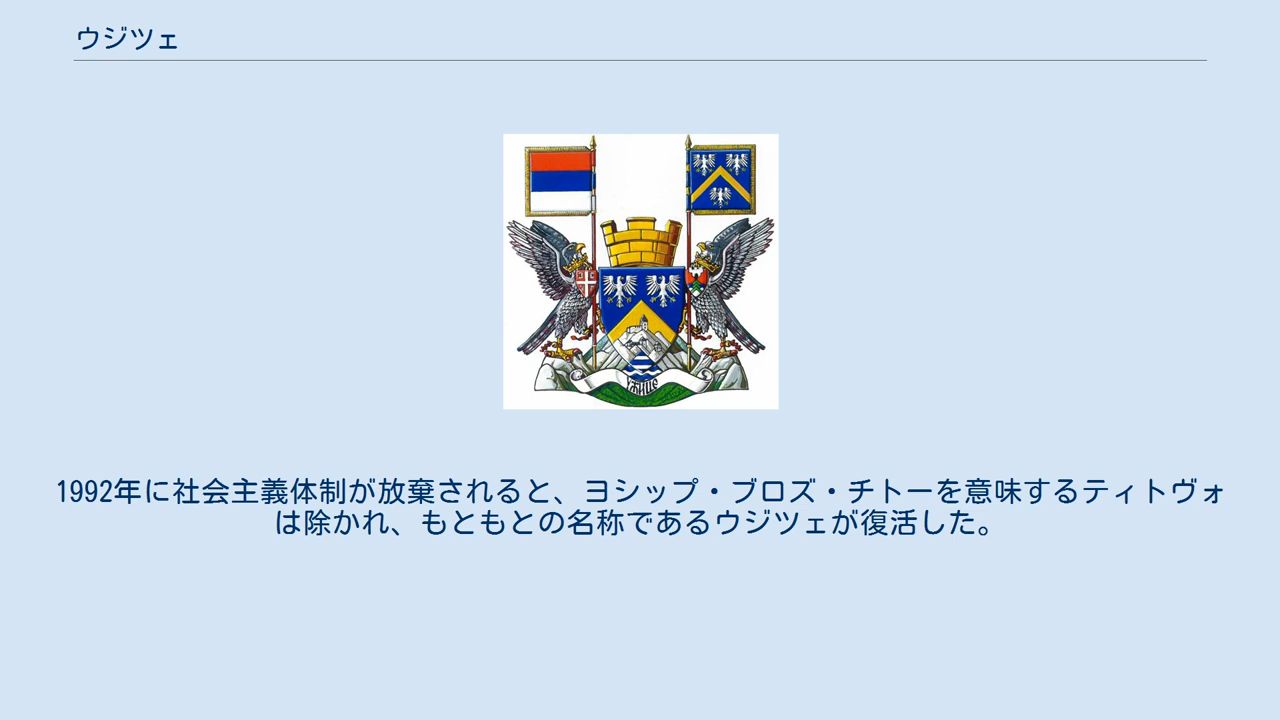 ウジツェ
УЖИЦЕ
1992年に社会主義体制が放棄されると、ヨシップ・ブロズ・チトーを意味するティトヴォ
は除かれ、もともとの名称であるウジツェが復活した。